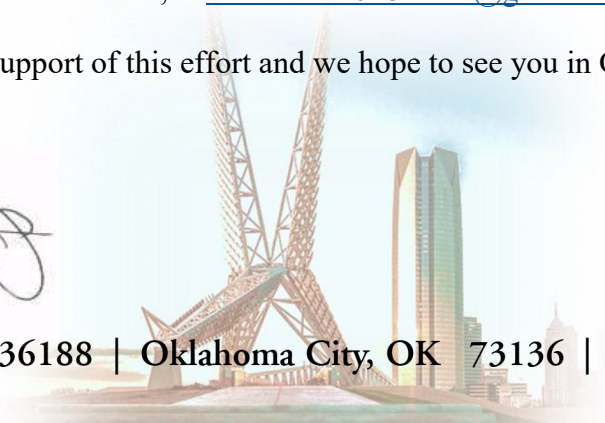 upport of this effort and we hope to see you in
36188 | Oklahoma City, OK 73136 |